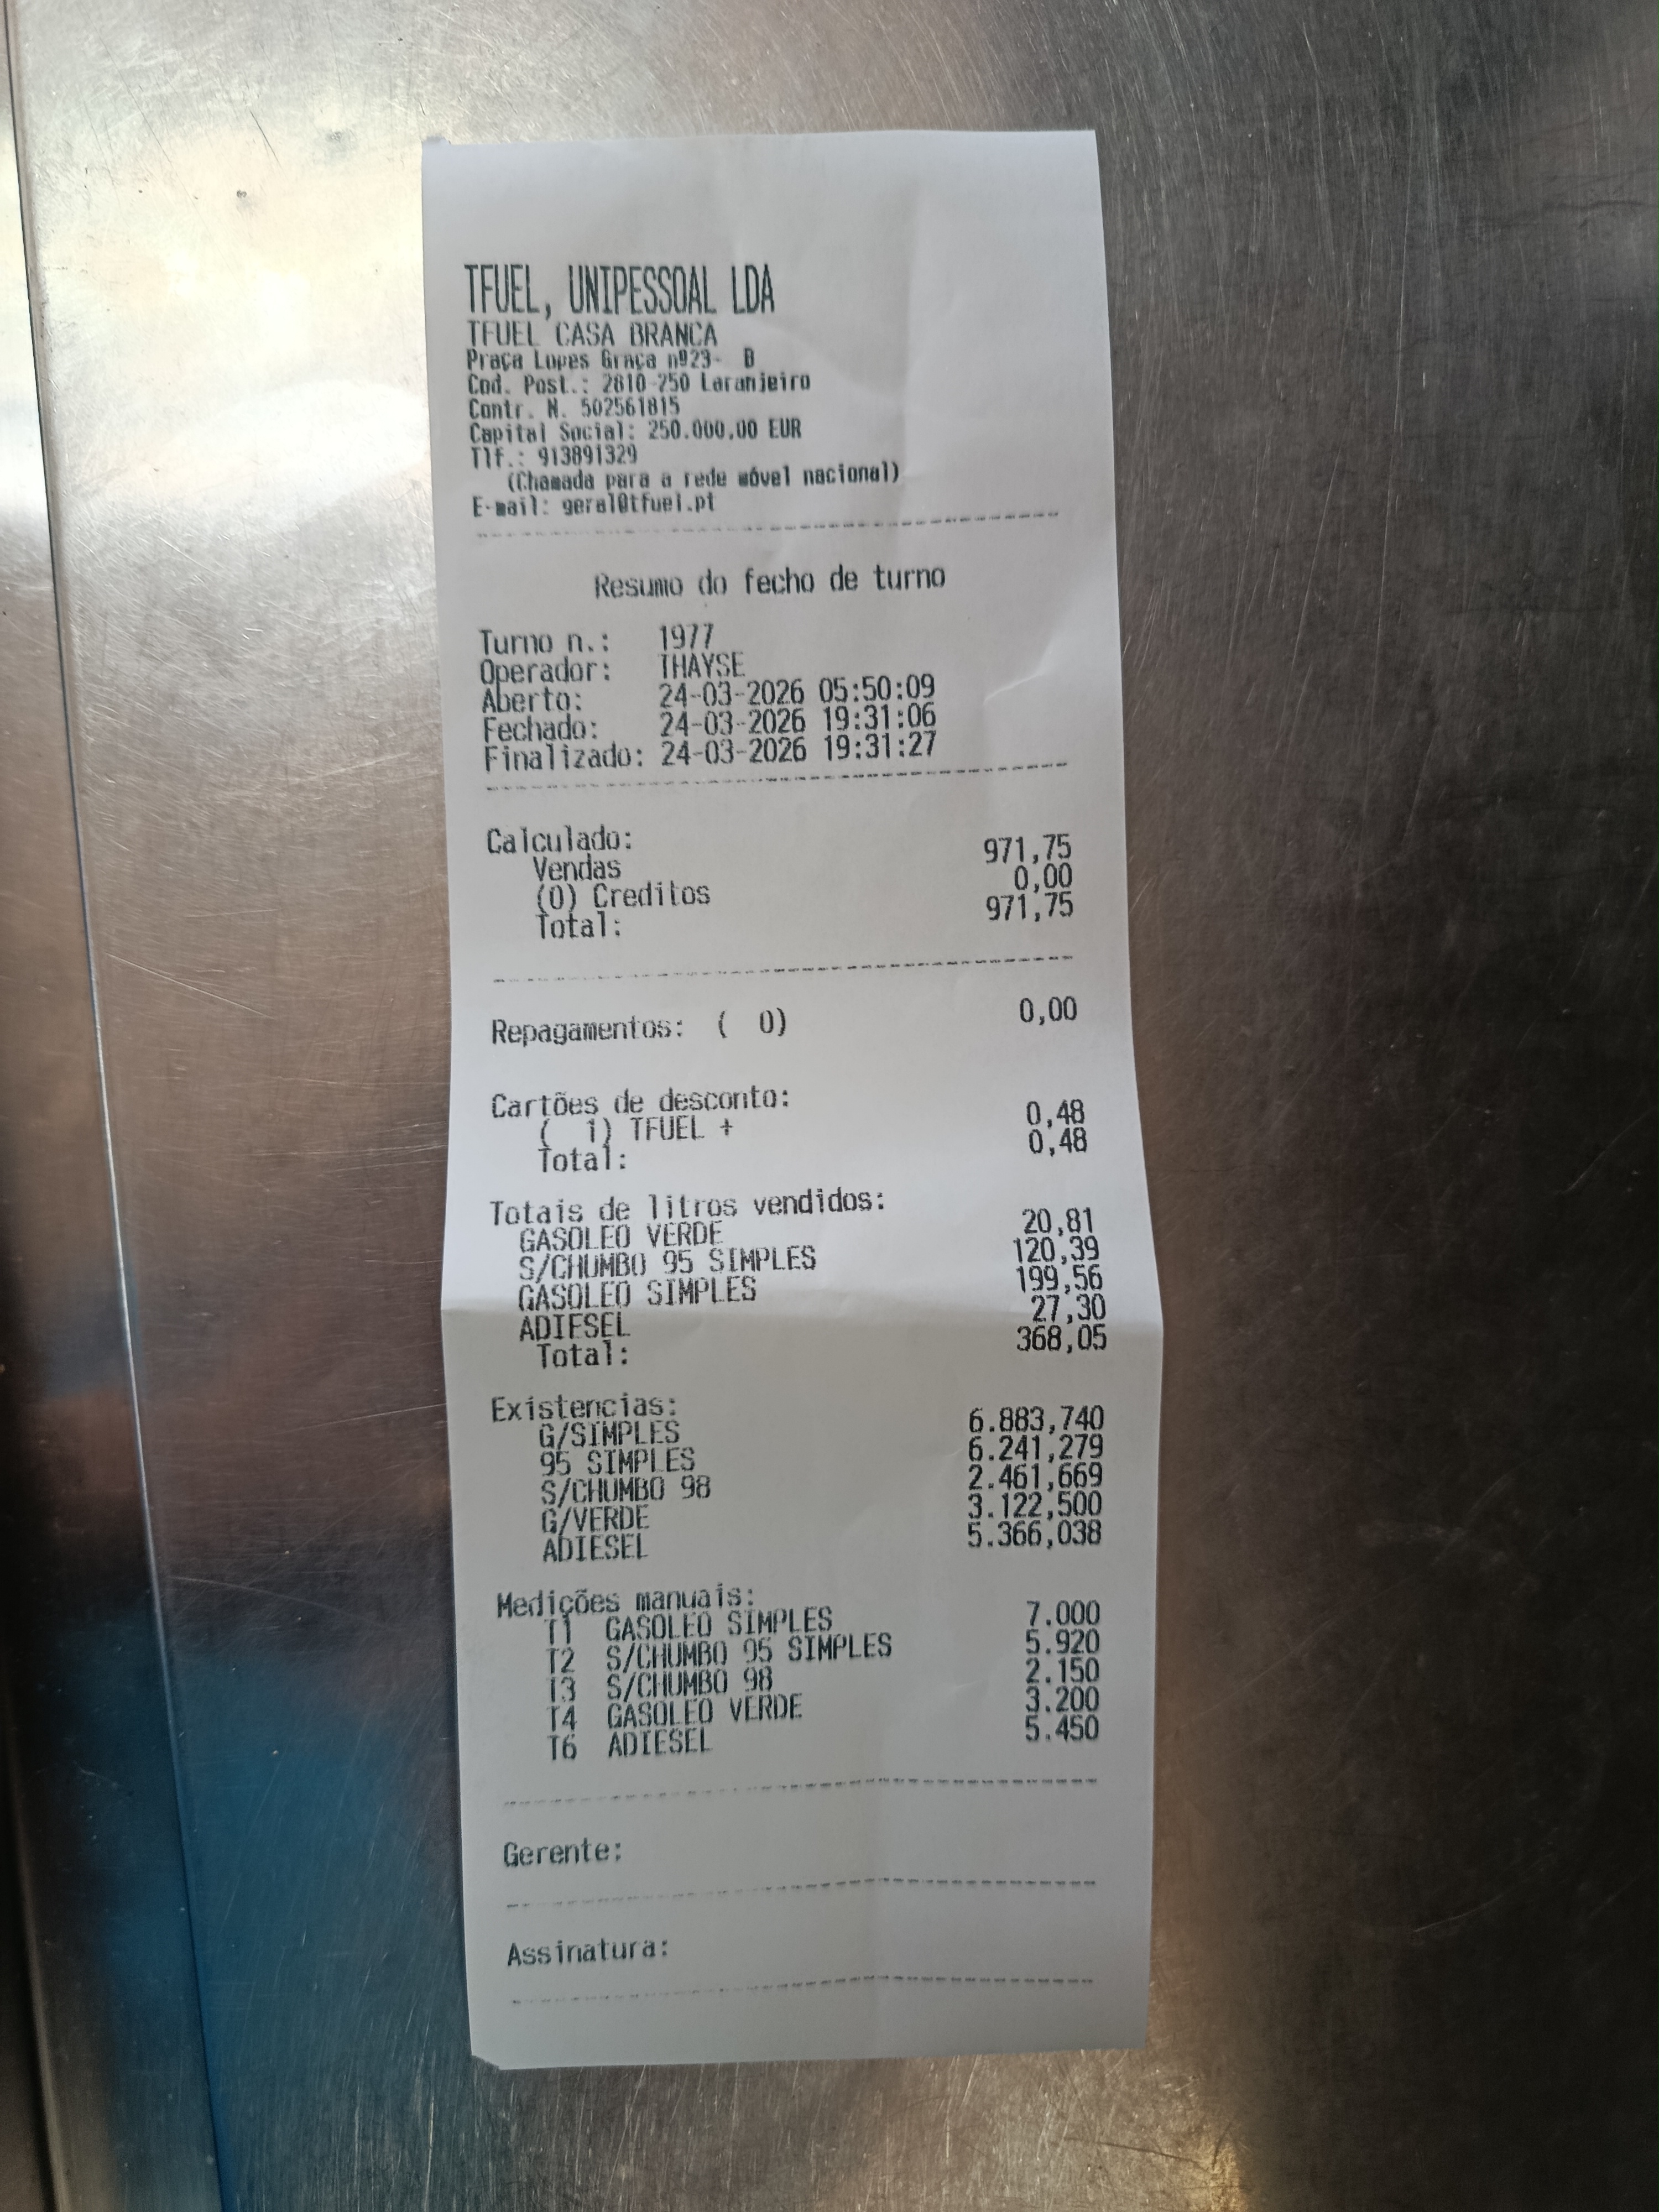 TFUEL, UNIPESSOAL LDA
TFUEL CASA BRANCA
Praça Lopes Graça nº23- B
Cod. Post.: 2810-250 Laranjeiro
Contr. N. 502561815
Capital Social: 250.000,00 EUR
Tlf.: 913891329
(Chamada para a rede móvel nacional)
E-mail: geral@tfuel.pt
Resumo do fecho de turno
Turno n.: 1977
Operador: THAYSE
Aberto: 24-03-2026 05:50:09
Fechado: 24-03-2026 19:31:06
Finalizado: 24-03-2026 19:31:27
Calculado:
Vendas 971,75
(0) Creditos 0,00
Total: 971,75
Repagamentos: ( 0) 0,00
Cartões de desconto:
( 1) TFUEL + 0,48
Total: 0,48
Totais de litros vendidos:
GASOLEO VERDE 20,81
S/CHUMBO 95 SIMPLES 120,39
GASOLEO SIMPLES 199,56
ADIESEL 27,30
Total: 368,05
Existencias:
G/SIMPLES 6.883,740
95 SIMPLES 6.241,279
S/CHUMBO 98 2.461,669
G/VERDE 3.122,500
ADIESEL 5.366,038
Medições manuais:
T1 GASOLEO SIMPLES 7.000
T2 S/CHUMBO 95 SIMPLES 5.920
T3 S/CHUMBO 98 2.150
T4 GASOLEO VERDE 3.200
T6 ADIESEL 5.450
Gerente:
Assinatura: